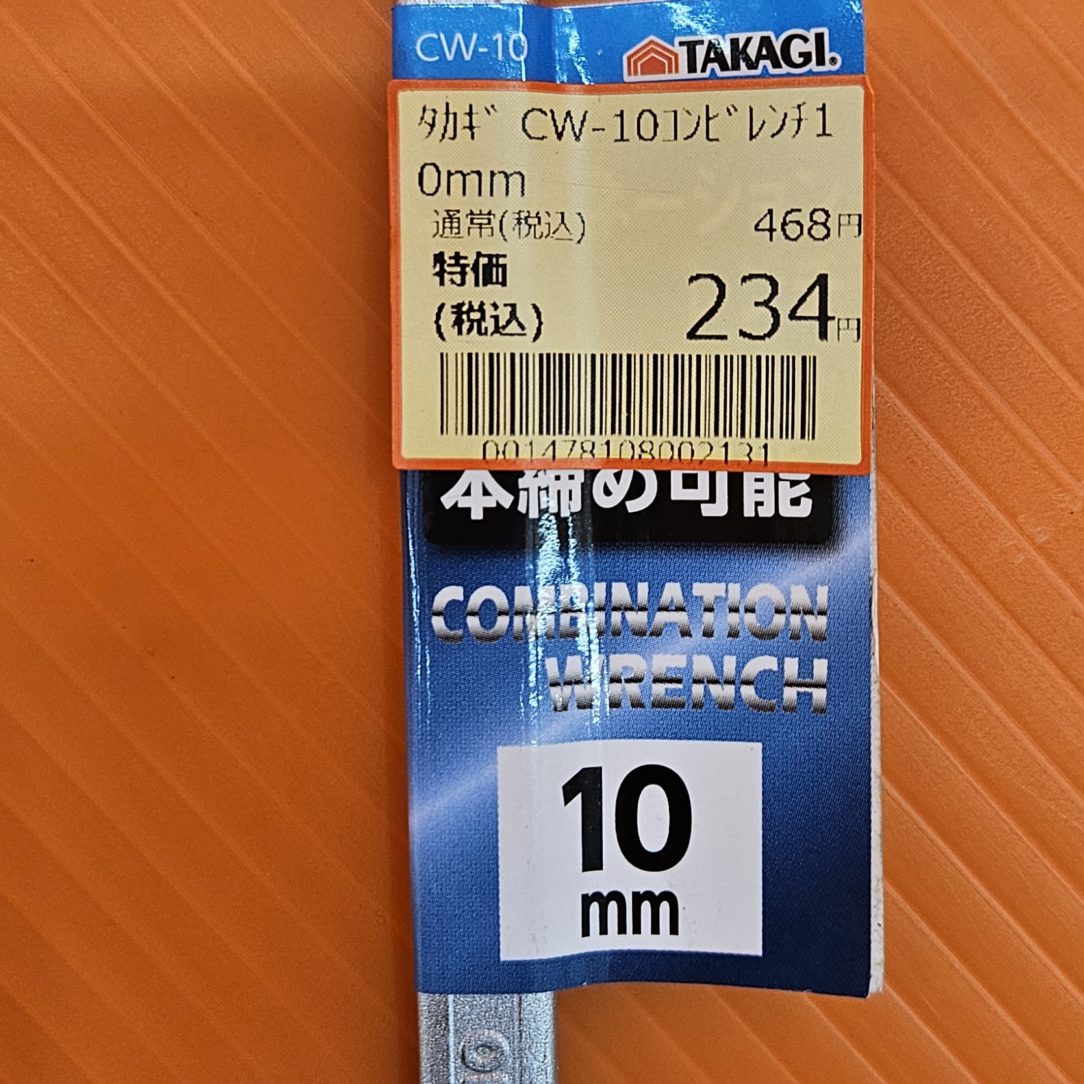 CW-10
TAKAGI.
ﾀｶｷﾞ CW-10ｺﾝﾋﾞﾚﾝﾁ1
0mm
通常(税込) 468円
特価
(税込) 234円
001478108002131
本締め可能
COMBINATION
WRENCH
10
mm
10